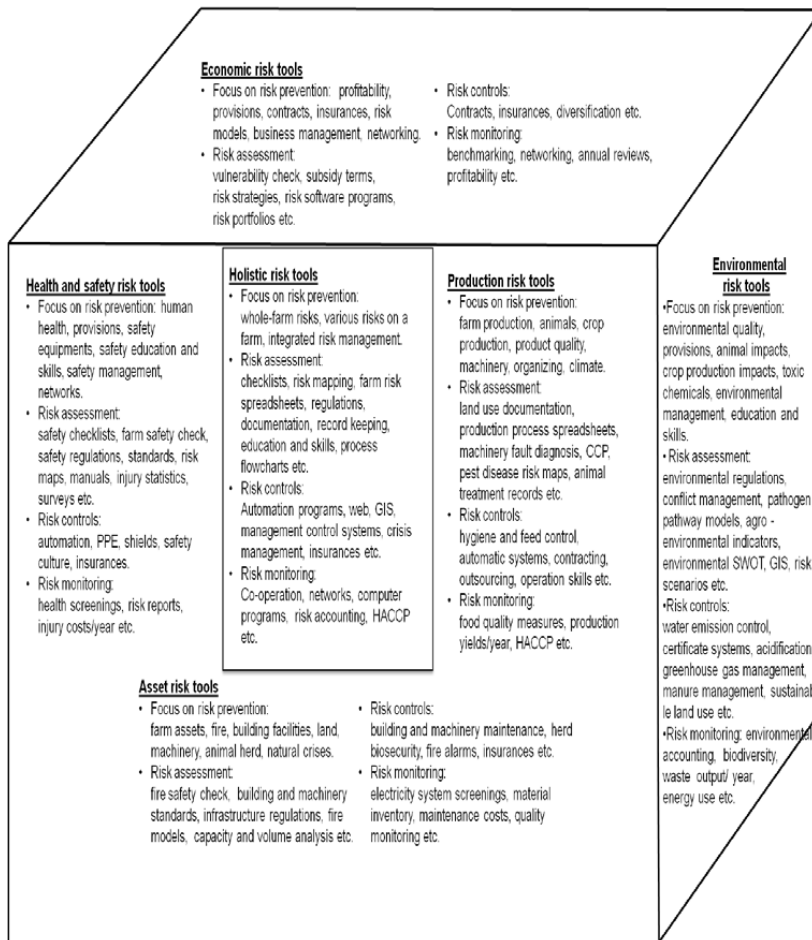 Economic risk tools
• Focus on risk prevention: profitability,
provisions, contracts, insurances, risk
models, business management, networking.
• Risk assessment:
vulnerability check, subsidy terms,
risk strategies, risk software programs,
risk portfolios etc.
• Risk controls:
Contracts, insurances, diversification etc.
• Risk monitoring:
benchmarking, networking, annual reviews,
profitability etc.
Health and safety risk tools
• Focus on risk prevention: human
health, provisions, safety
equipments, safety education and
skills, safety management,
networks.
• Risk assessment:
safety checklists, farm safety check,
safety regulations, standards, risk
maps, manuals, injury statistics,
surveys etc.
• Risk controls:
automation, PPE, shields, safety
culture, insurances.
• Risk monitoring:
health screenings, risk reports,
injury costs/year etc.
Holistic risk tools
• Focus on risk prevention:
whole-farm risks, various risks on a
farm, integrated risk management.
• Risk assessment:
checklists, risk mapping, farm risk
spreadsheets, regulations,
documentation, record keeping,
education and skills, process
flowcharts etc.
• Risk controls:
Automation programs, web, GIS,
management control systems, crisis
management, insurances etc.
• Risk monitoring:
Co-operation, networks, computer
programs, risk accounting, HACCP
etc.
Production risk tools
• Focus on risk prevention:
farm production, animals, crop
production, product quality,
machinery, organizing, climate.
• Risk assessment:
land use documentation,
production process spreadsheets,
machinery fault diagnosis, CCP,
pest disease risk maps, animal
treatment records etc.
• Risk controls:
hygiene and feed control,
automatic systems, contracting,
outsourcing, operation skills etc.
• Risk monitoring:
food quality measures, production
yields/year, HACCP etc.
Environmental
risk tools
•Focus on risk prevention:
environmental quality,
provisions, animal impacts,
crop production impacts, toxic
chemicals, environmental
management, education and
skills.
• Risk assessment:
environmental regulations,
conflict management, pathogen
pathway models, agro -
environmental indicators,
environmental SWOT, GIS, risk
scenarios etc.
•Risk controls:
water emission control,
certificate systems, acidification
greenhouse gas management,
manure management, sustainab
le land use etc.
•Risk monitoring: environmental
accounting, biodiversity,
waste output/ year,
energy use etc.
Asset risk tools
• Focus on risk prevention:
farm assets, fire, building facilities, land,
machinery, animal herd, natural crises.
• Risk assessment:
fire safety check, building and machinery
standards, infrastructure regulations, fire
models, capacity and volume analysis etc.
• Risk controls:
building and machinery maintenance, herd
biosecurity, fire alarms, insurances etc.
• Risk monitoring:
electricity system screenings, material
inventory, maintenance costs, quality
monitoring etc.